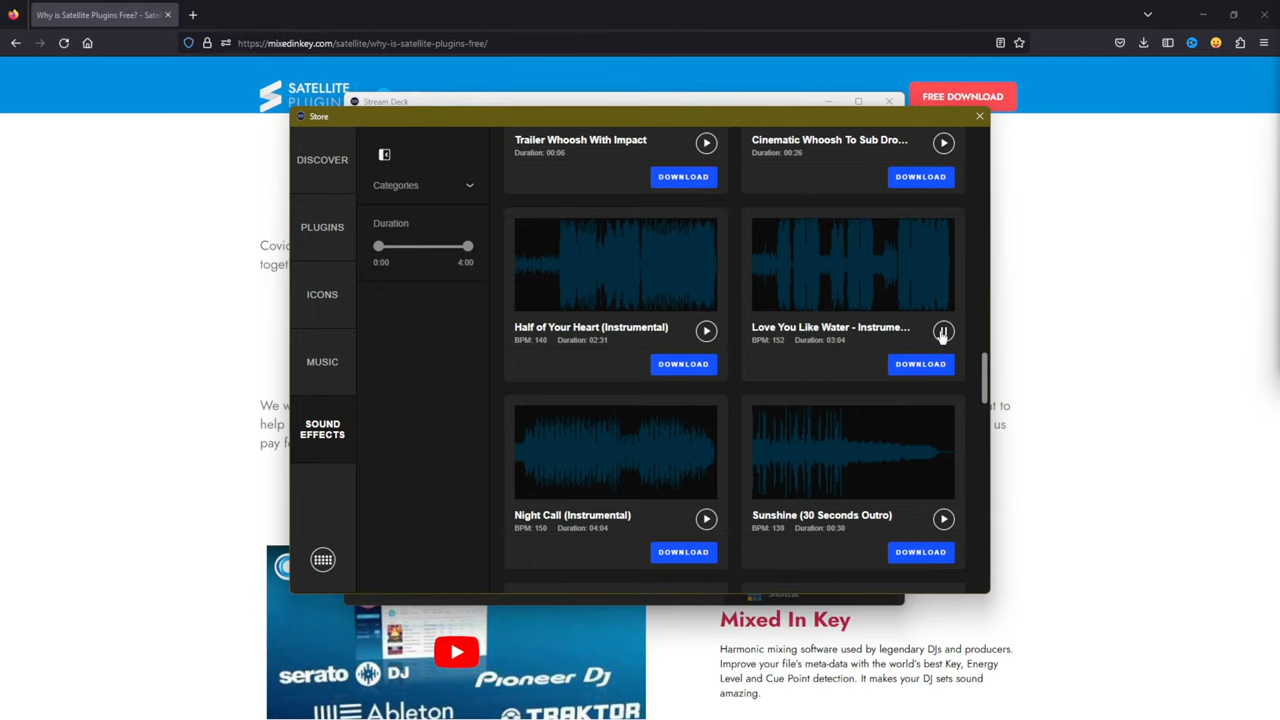 Why is Satellite Plugins Free? - Sate
https://mixedinkey.com/satellite/why-is-satellite-plugins-free/
SATELLITE
PLUGIN
FREE DOWNLOAD
Stream Deck
Store
DISCOVER
PLUGINS
ICONS
MUSIC
SOUND
EFFECTS
Categories
Duration
0:00 4:00
Trailer Whoosh With Impact
Duration: 00:06
DOWNLOAD
Cinematic Whoosh To Sub Dro...
Duration: 00:26
DOWNLOAD
Half of Your Heart (Instrumental)
BPM: 140 Duration: 02:31
DOWNLOAD
Love You Like Water - Instrume...
BPM: 152 Duration: 03:04
DOWNLOAD
Night Call (Instrumental)
BPM: 150 Duration: 04:04
DOWNLOAD
Sunshine (30 Seconds Outro)
BPM: 139 Duration: 00:30
DOWNLOAD
Covid
togeth
We w
help
pay fo
t to
us
Shortcut
serato DJ
Pioneer Dj
Ableton
TRAKTOR
Mixed In Key
Harmonic mixing software used by legendary DJs and producers.
Improve your file's meta-data with the world's best Key, Energy
Level and Cue Point detection. It makes your DJ sets sound
amazing.